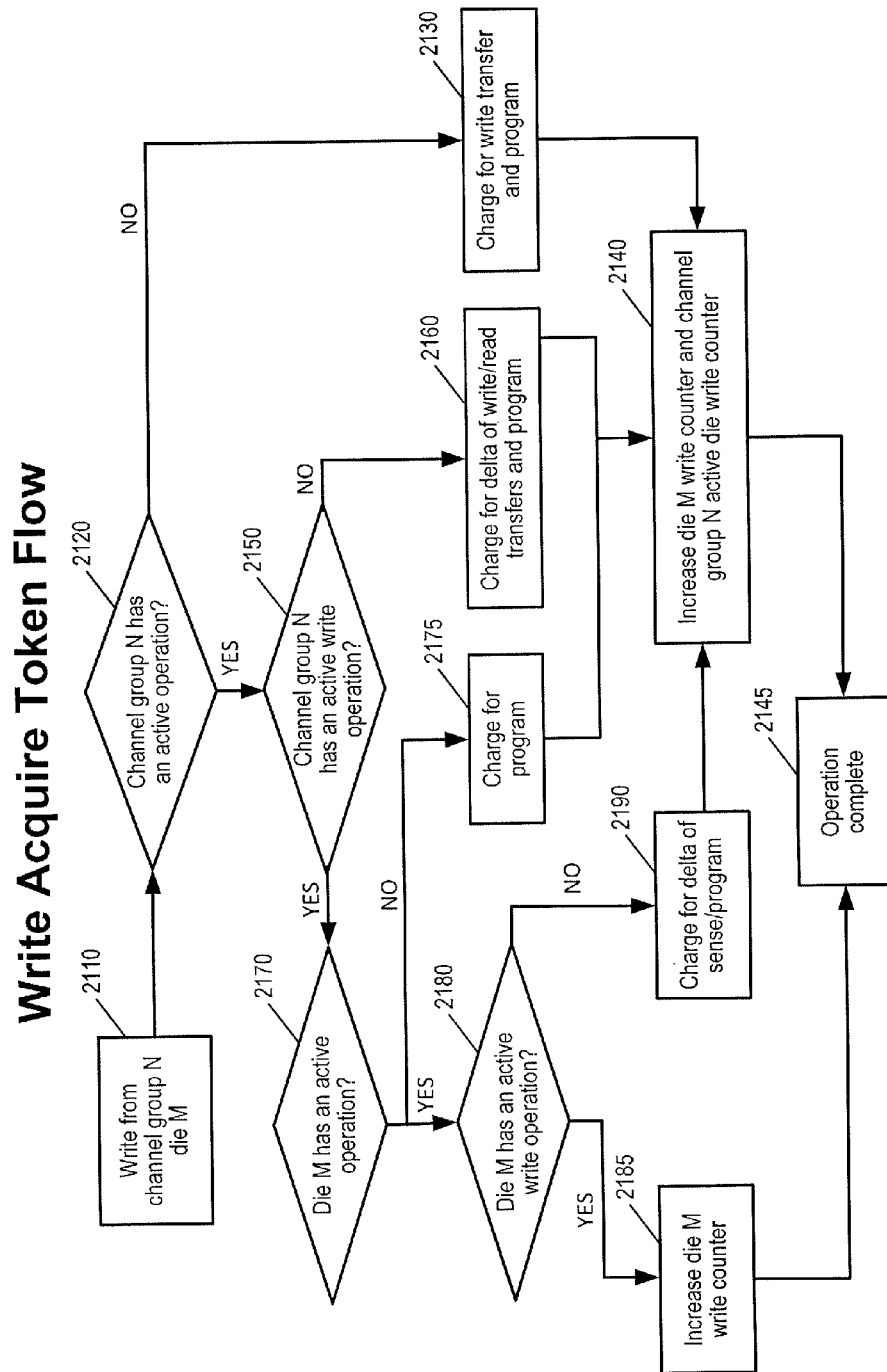 Write Acquire Token Flow
2110
Write from
channel group N
die M
2120
Channel group N has
an active operation?
NO
YES
2130
Charge for write transfer
and program
2150
Channel group N
has an active write
operation?
NO
YES
2160
Charge for delta of write/read
transfers and program
2170
Die M has an active
operation?
NO
YES
2175
Charge for
program
2140
Increase die M write counter and channel
group N active die write counter
2180
Die M has an active
write operation?
NO
YES
2190
Charge for delta of
sense/program
2185
Increase die M
write counter
2145
Operation
complete